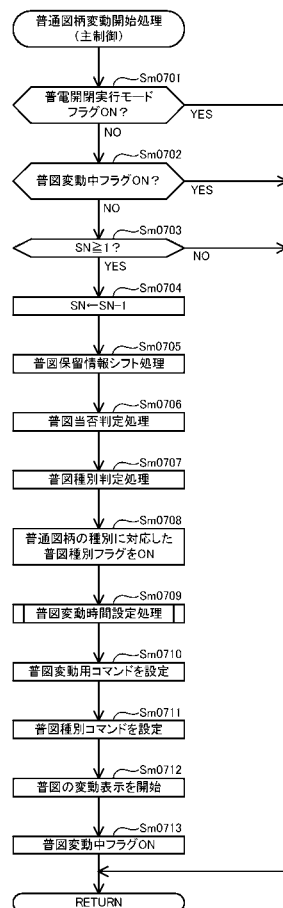 普通図柄変動開始処理
(主制御)
Sm0701
普電開閉実行モード
フラグON?
YES
NO
Sm0702
普図変動中フラグON?
YES
NO
Sm0703
SN≧1?
NO
YES
Sm0704
SN←SN-1
Sm0705
普図保留情報シフト処理
Sm0706
普図当否判定処理
Sm0707
普図種別判定処理
Sm0708
普通図柄の種別に対応した
普図種別フラグをON
Sm0709
普図変動時間設定処理
Sm0710
普図変動用コマンドを設定
Sm0711
普図種別コマンドを設定
Sm0712
普図の変動表示を開始
Sm0713
普図変動中フラグON
RETURN